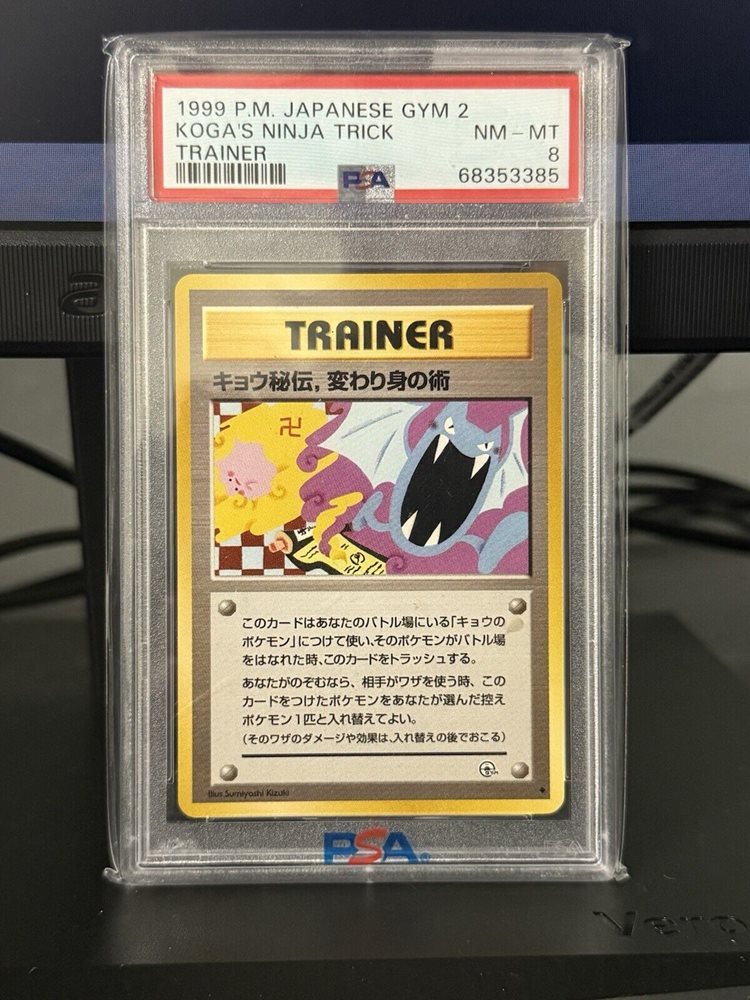 1999 P.M. JAPANESE GYM 2
KOGA'S NINJA TRICK NM - MT
TRAINER 8
PSA 68353385
TRAINER
キョウ秘伝, 変わり身の術
卍
このカードはあなたのバトル場にいる「キョウの
ポケモン」につけて使い、そのポケモンがバトル場
をはなれた時、このカードをトラッシュする。
あなたがのぞむなら、相手がワザを使う時、この
カードをつけたポケモンをあなたが選んだ控え
ポケモン1匹と入れ替えてよい。
(そのワザのダメージや効果は、入れ替えの後でおこる)
Illus. Sumiyoshi Kizuki
PSA